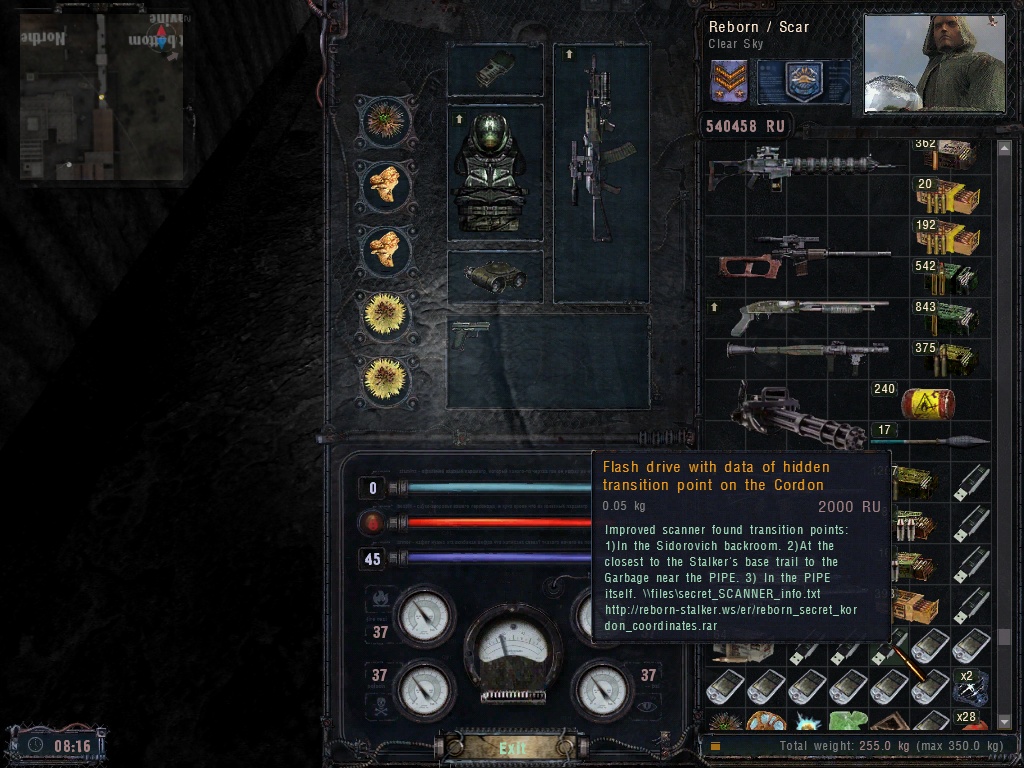 Reborn / Scar
Clear Sky
540458 RU
362
20
192
542
843
375
240
17
Flash drive with data of hidden
transition point on the Cordon
0.05 kg
2000 RU
Improved scanner found transition points:
1)In the Sidorovich backroom. 2)At the
closest to the Stalker's base trail to the
Garbage near the PIPE. 3) In the PIPE
itself. \\files\secret_SCANNER_info.txt
http://reborn-stalker.ws/er/reborn_secret_kor
don_coordinates.rar
0
45
37
37
37
x2
x28
08:16
Exit
Total weight: 255.0 kg (max 350.0 kg)